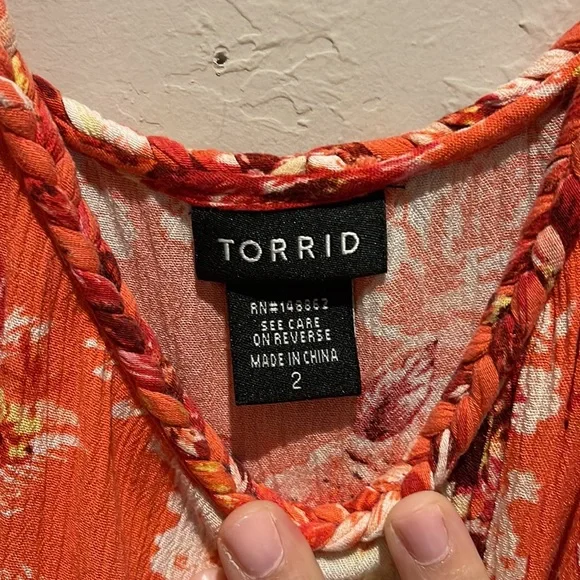 TORRID
RN#148862
SEE CARE
ON REVERSE
MADE IN CHINA
2